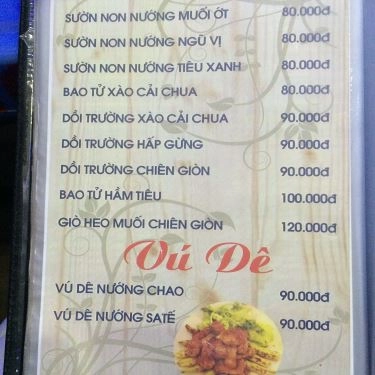 SƯỜN NON NƯỚNG MUỐI ỚT 80.000đ
SƯỜN NON NƯỚNG NGŨ VỊ 80.000đ
SƯỜN NON NƯỚNG TIÊU XANH 80.000đ
BAO TỬ XÀO CẢI CHUA 80.000đ
DỒI TRƯỜNG XÀO CẢI CHUA 90.000đ
DỒI TRƯỜNG HẤP GỪNG 90.000đ
DỒI TRƯỜNG CHIÊN GIÒN 90.000đ
BAO TỬ HẦM TIÊU 100.000đ
GIÒ HEO MUỐI CHIÊN GIÒN 120.000đ
Vú Dê
VÚ DÊ NƯỚNG CHAO 90.000đ
VÚ DÊ NƯỚNG SATẾ 90.000đ